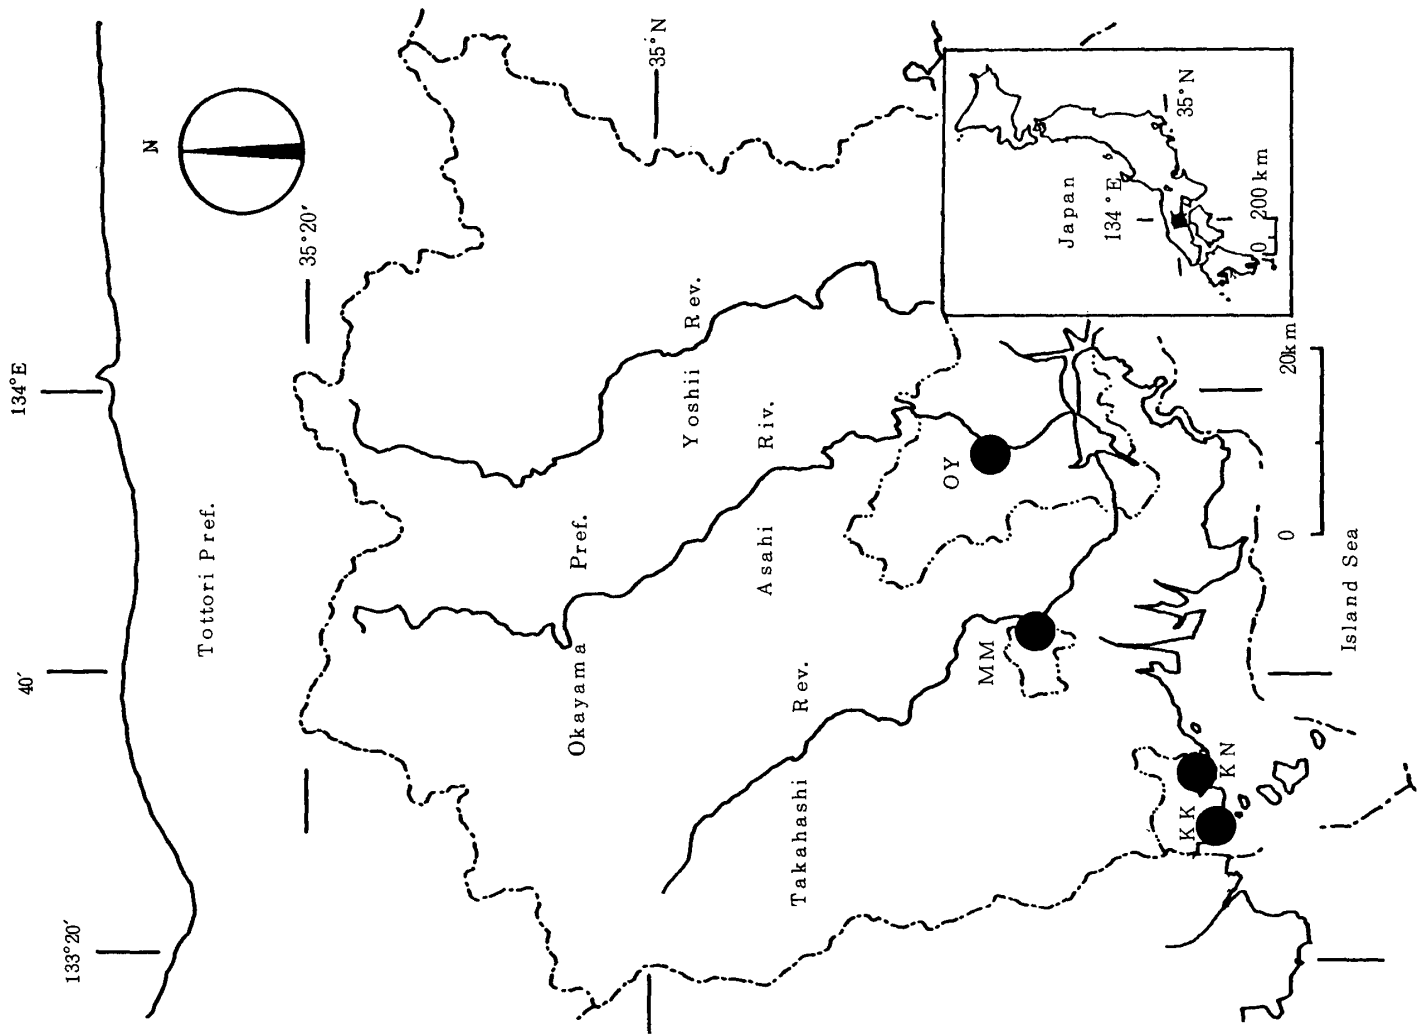 134°E
40′
133°20′
N
35°20′
35°N
Tottori Pref.
Okayama Pref.
Yoshii Rev.
Asahi Riv.
Takahashi Rev.
OY
MM
KN
KK
Japan
134°E
35°N
0 200km
0 20km
Island Sea